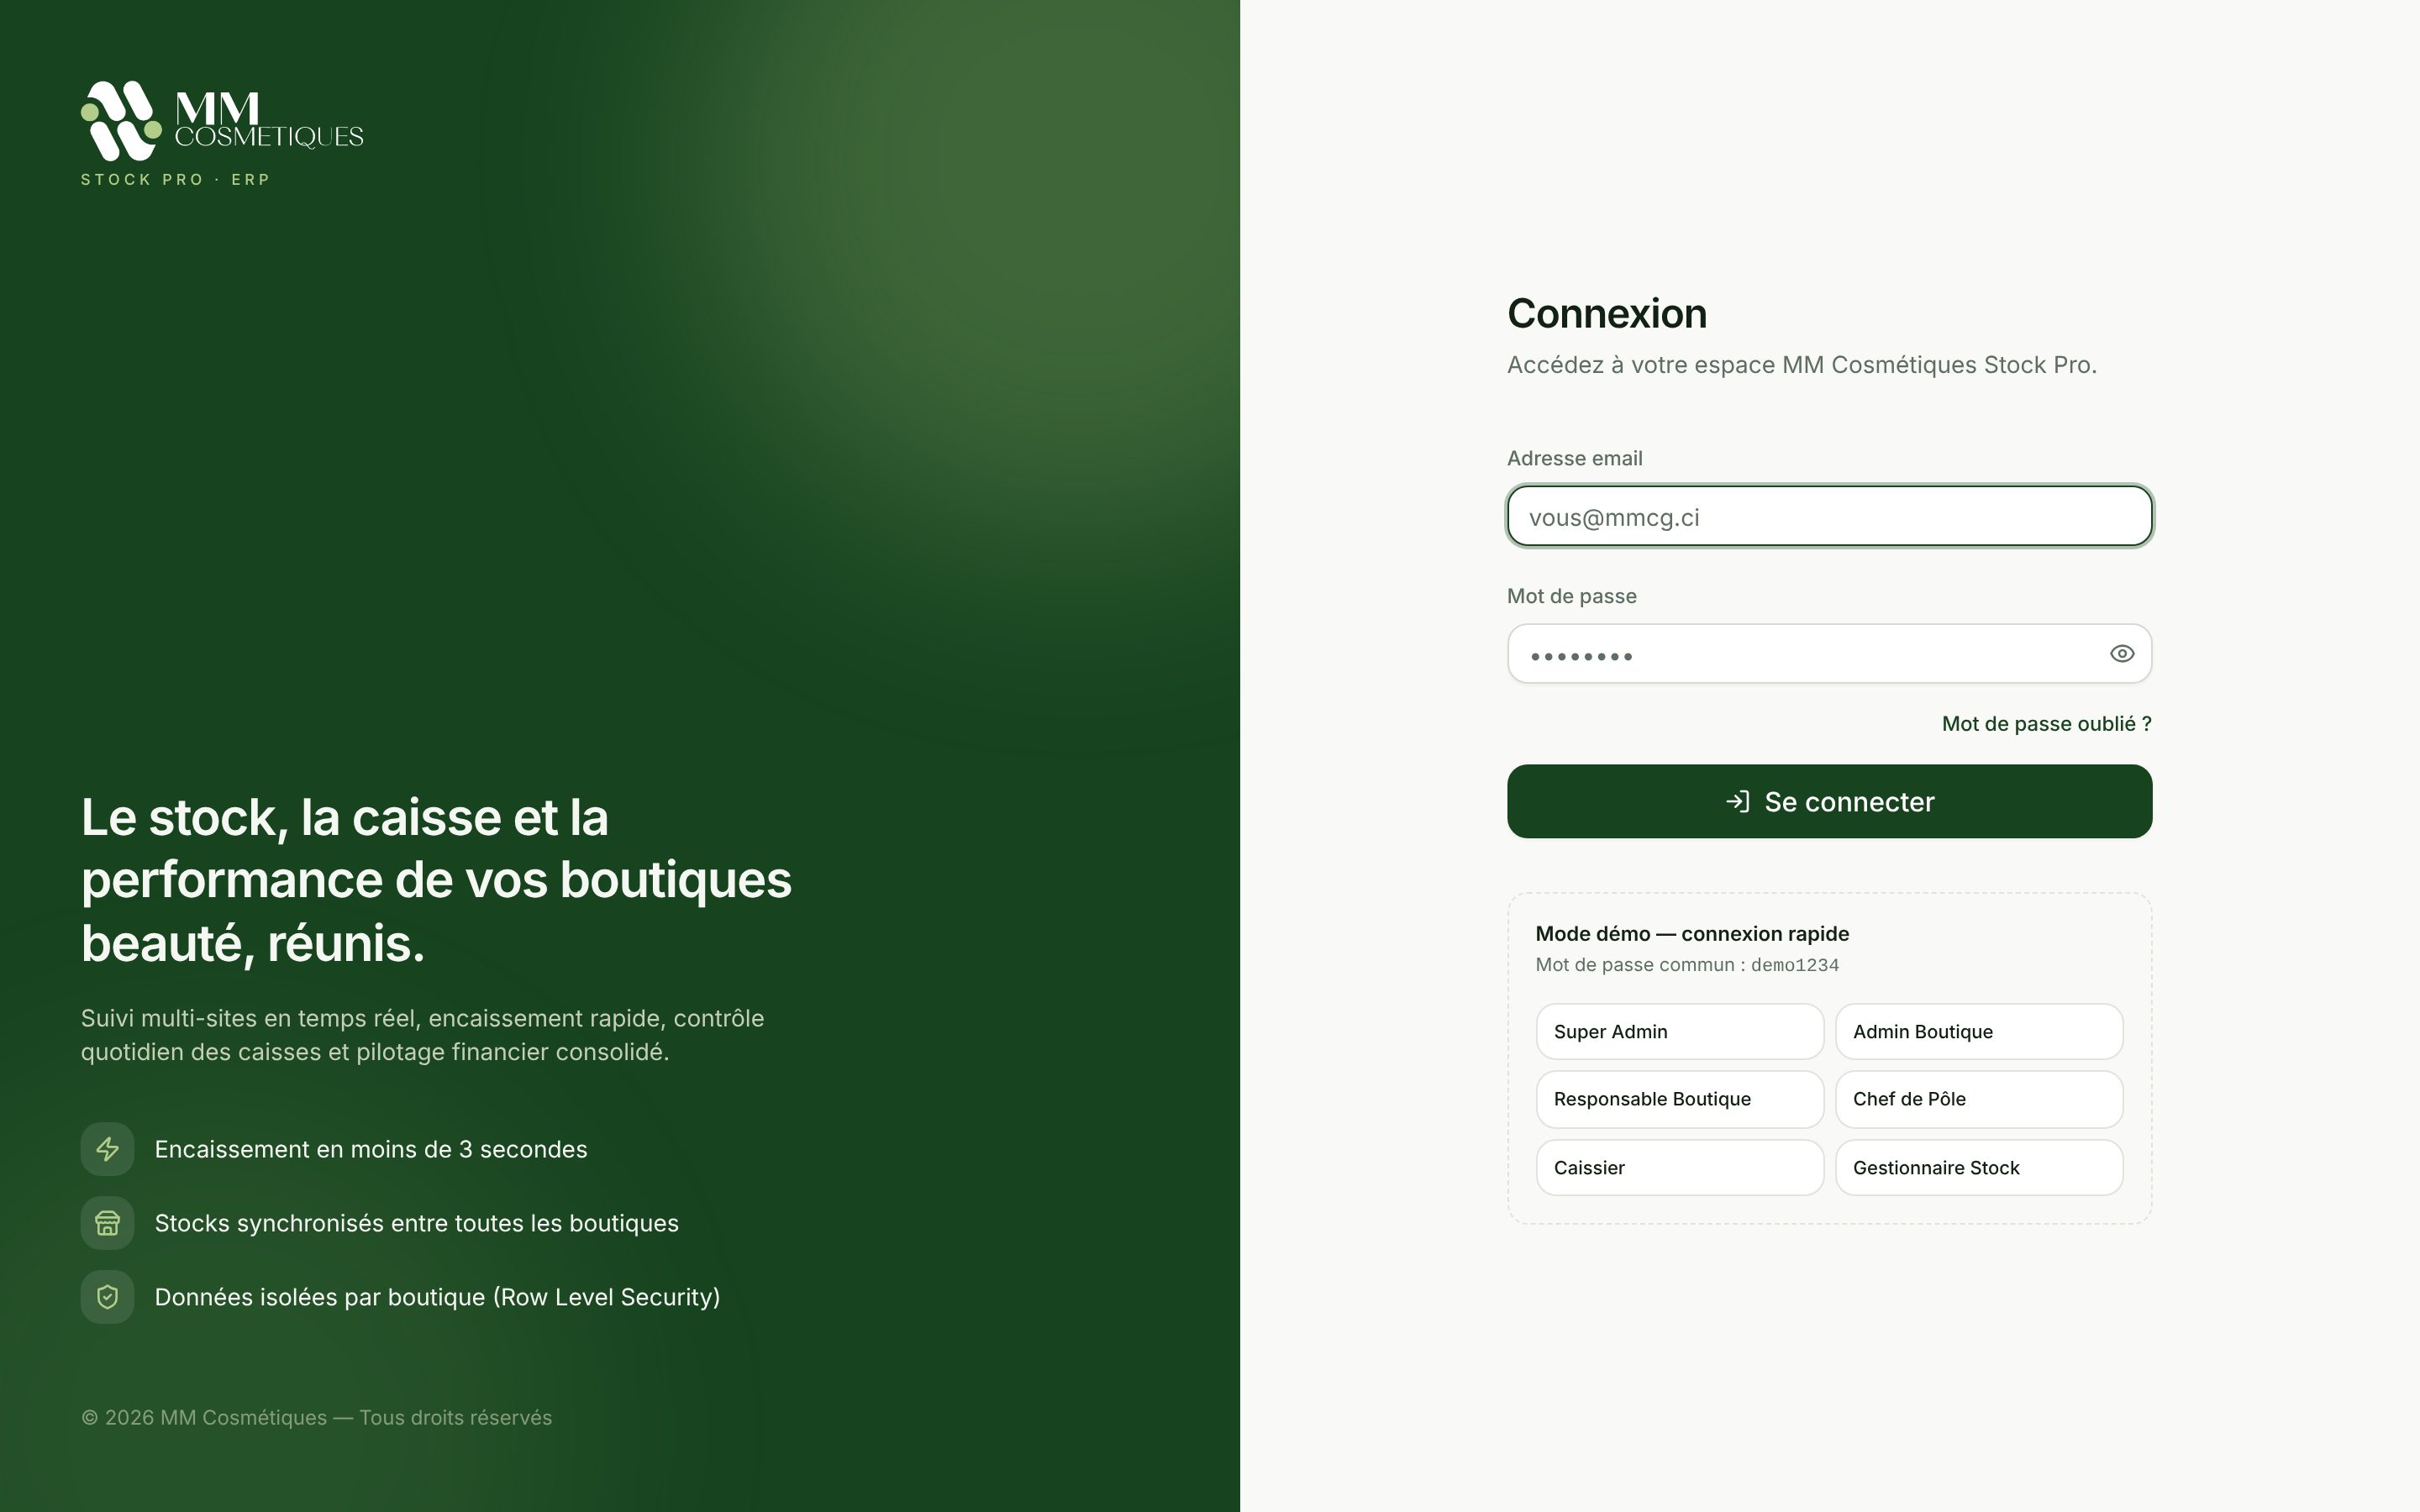 MM
COSMETIQUES
STOCK PRO · ERP
Le stock, la caisse et la
performance de vos boutiques
beauté, réunis.
Suivi multi-sites en temps réel, encaissement rapide, contrôle
quotidien des caisses et pilotage financier consolidé.
Encaissement en moins de 3 secondes
Stocks synchronisés entre toutes les boutiques
Données isolées par boutique (Row Level Security)
© 2026 MM Cosmétiques — Tous droits réservés
Connexion
Accédez à votre espace MM Cosmétiques Stock Pro.
Adresse email
vous@mmcg.ci
Mot de passe
••••••••
Mot de passe oublié ?
Se connecter
Mode démo — connexion rapide
Mot de passe commun : demo1234
Super Admin
Admin Boutique
Responsable Boutique
Chef de Pôle
Caissier
Gestionnaire Stock